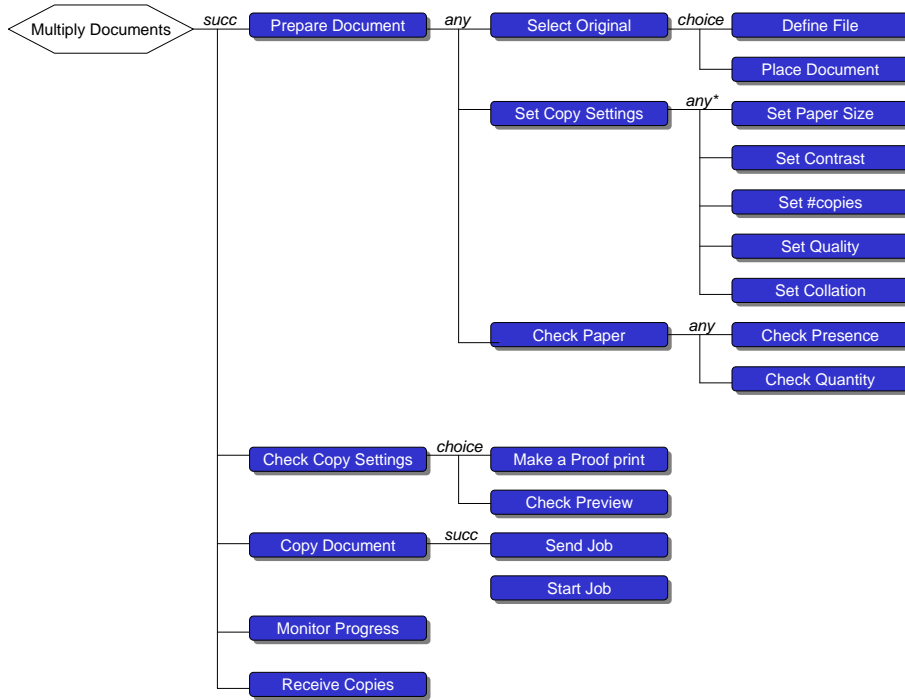 Multiply Documents
succ
Prepare Document
any
Select Original
choice
Define File
Place Document
Set Copy Settings
any*
Set Paper Size
Set Contrast
Set #copies
Set Quality
Set Collation
Check Paper
any
Check Presence
Check Quantity
Check Copy Settings
choice
Make a Proof print
Check Preview
Copy Document
succ
Send Job
Start Job
Monitor Progress
Receive Copies